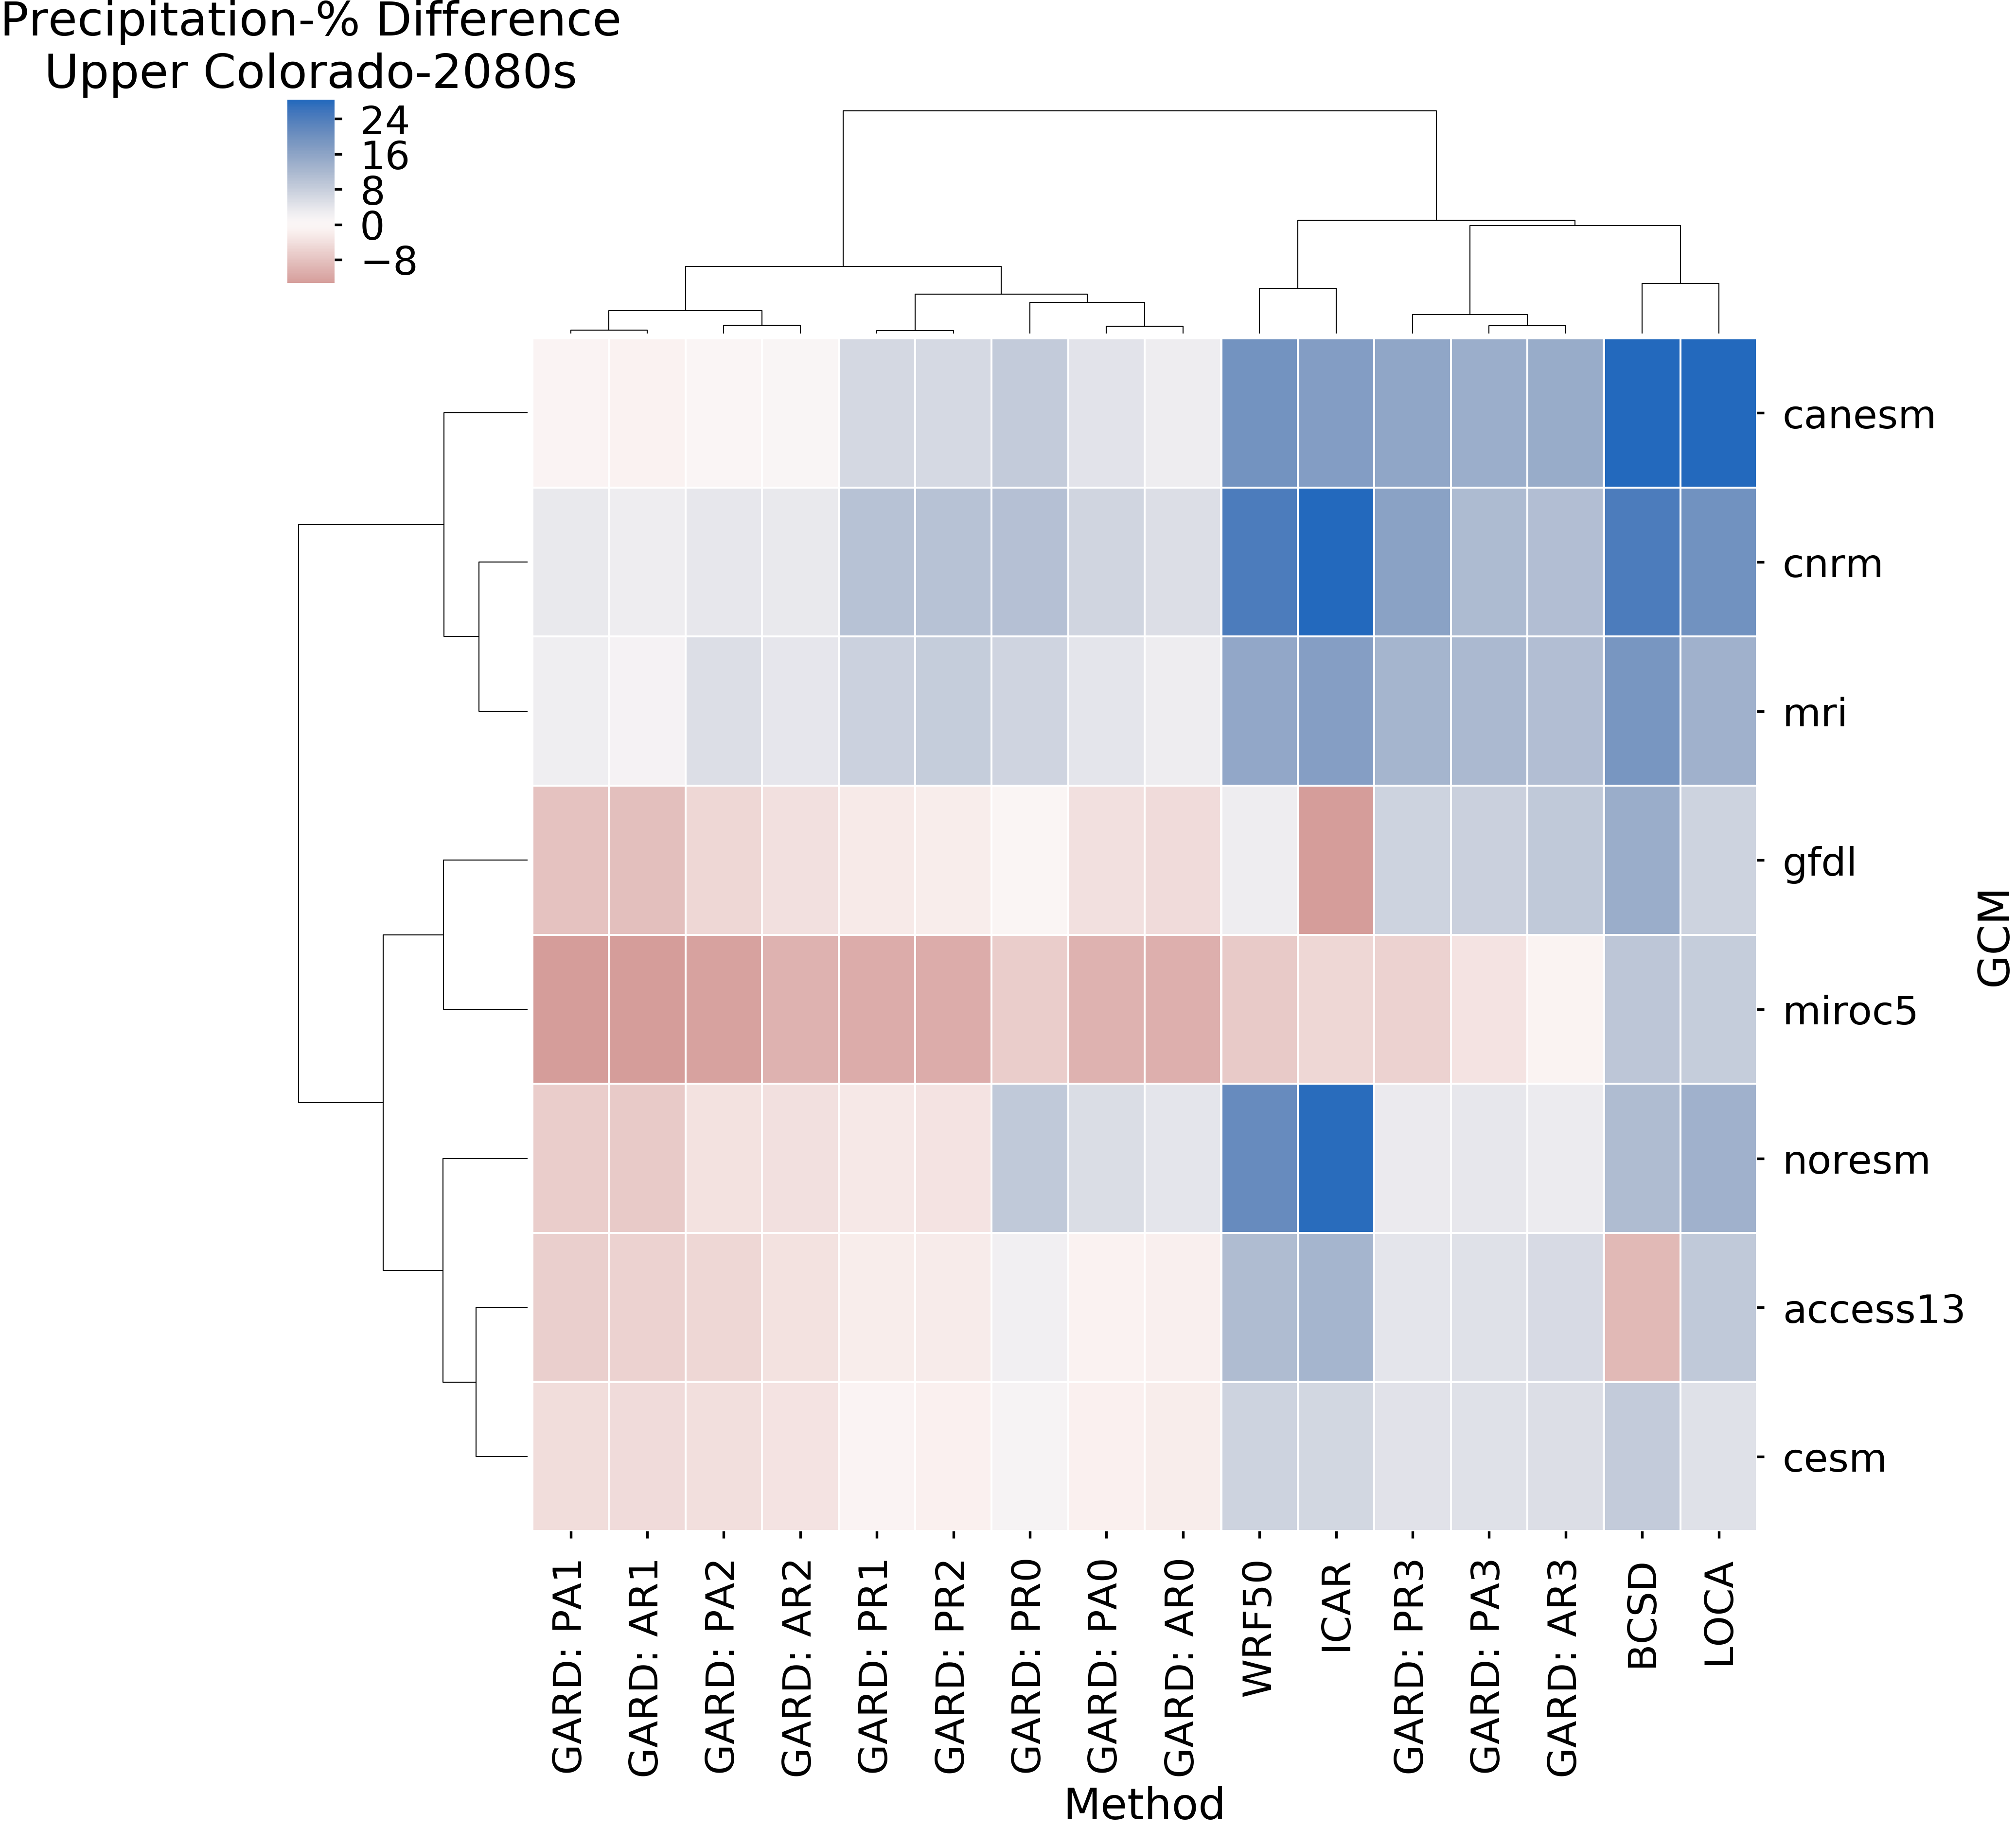 Precipitation-% Difference
Upper Colorado-2080s
24
16
8
0
−8
canesm
cnrm
mri
gfdl
miroc5
noresm
access13
cesm
GCM
GARD: PA1
GARD: AR1
GARD: PA2
GARD: AR2
GARD: PR1
GARD: PR2
GARD: PR0
GARD: PA0
GARD: AR0
WRF50
ICAR
GARD: PR3
GARD: PA3
GARD: AR3
BCSD
LOCA
Method